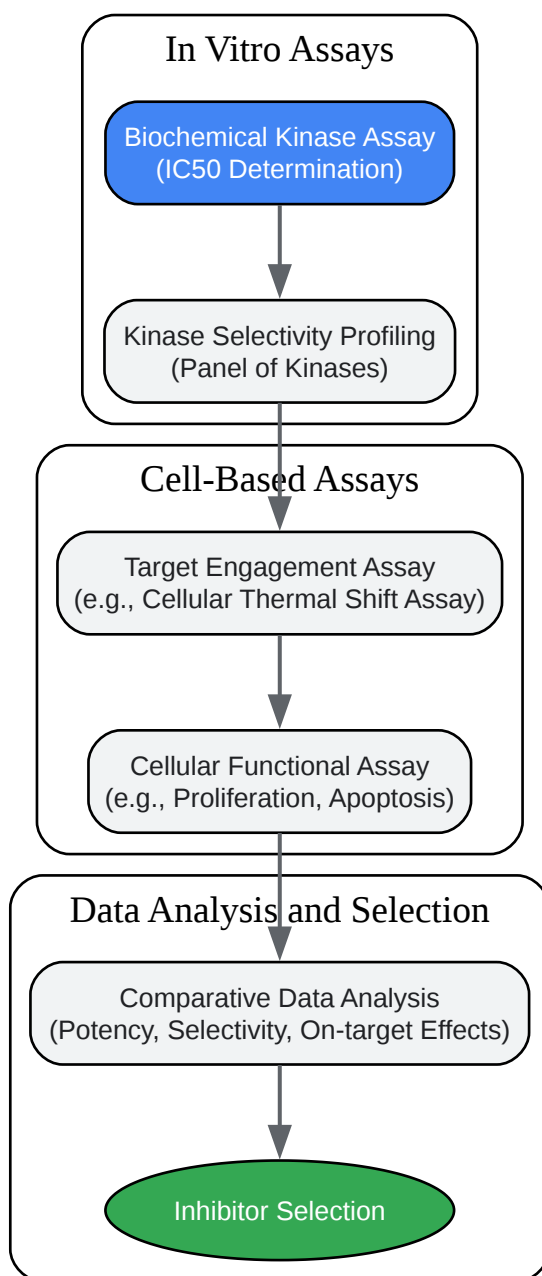 In Vitro Assays
Biochemical Kinase Assay
(IC50 Determination)
Kinase Selectivity Profiling
(Panel of Kinases)
Cell-Based Assays
Target Engagement Assay
(e.g., Cellular Thermal Shift Assay)
Cellular Functional Assay
(e.g., Proliferation, Apoptosis)
Data Analysis and Selection
Comparative Data Analysis
(Potency, Selectivity, On-target Effects)
Inhibitor Selection